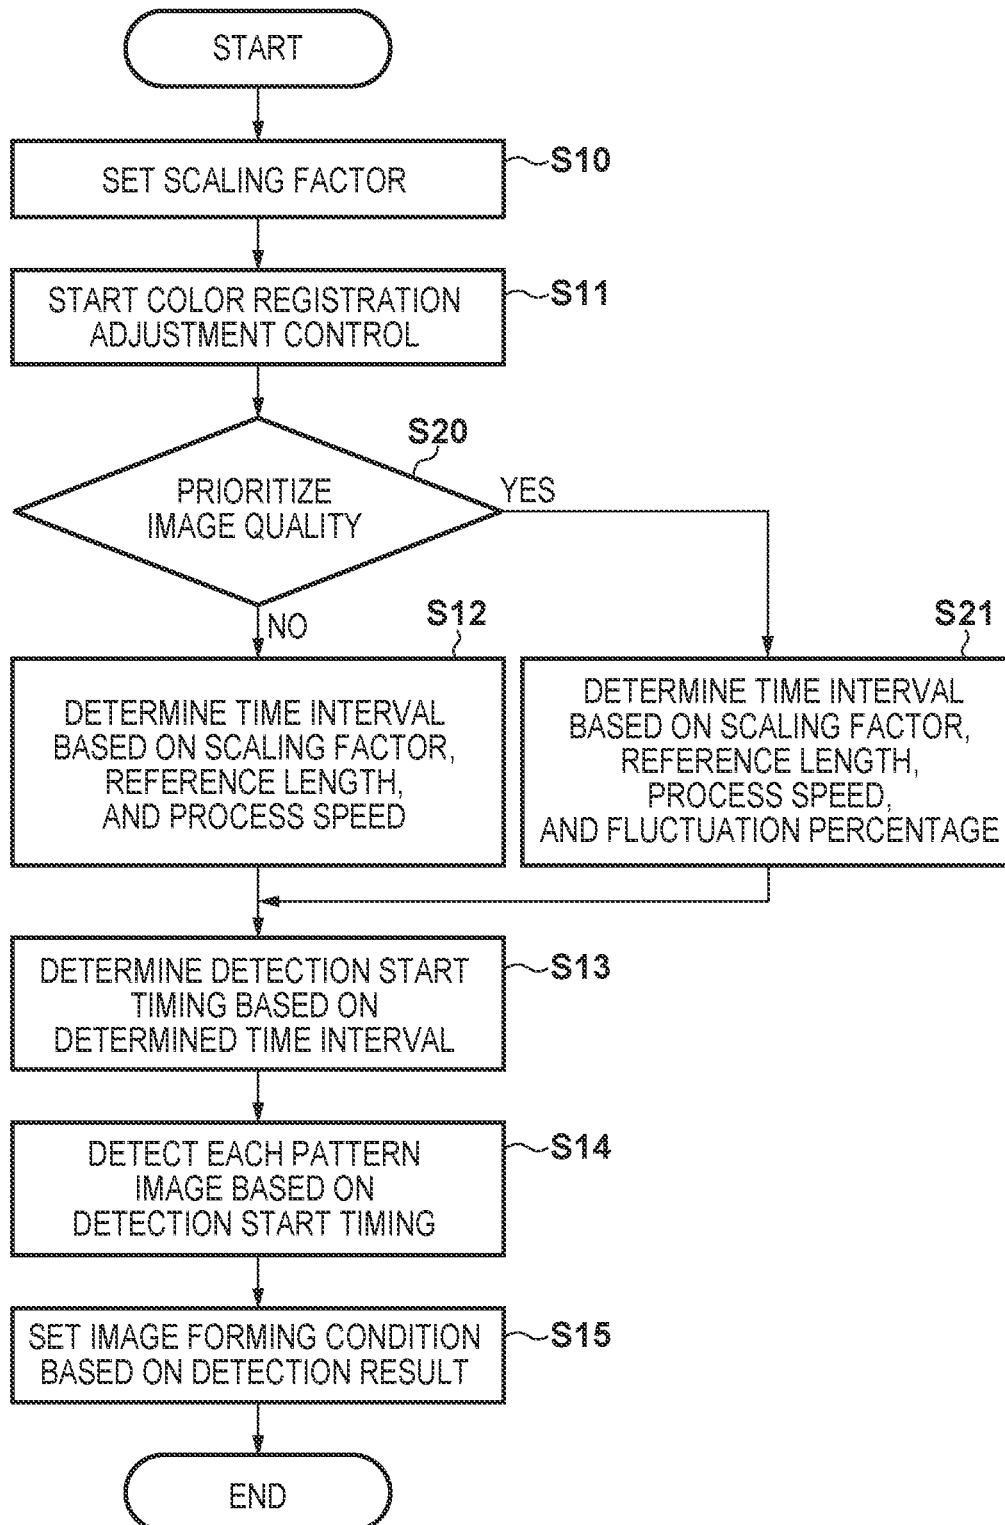 START
SET SCALING FACTOR
S10
START COLOR REGISTRATION
ADJUSTMENT CONTROL
S11
S20
PRIORITIZE
IMAGE QUALITY
YES
NO
S12
DETERMINE TIME INTERVAL
BASED ON SCALING FACTOR,
REFERENCE LENGTH,
AND PROCESS SPEED
S21
DETERMINE TIME INTERVAL
BASED ON SCALING FACTOR,
REFERENCE LENGTH,
PROCESS SPEED,
AND FLUCTUATION PERCENTAGE
DETERMINE DETECTION START
TIMING BASED ON
DETERMINED TIME INTERVAL
S13
DETECT EACH PATTERN
IMAGE BASED ON
DETECTION START TIMING
S14
SET IMAGE FORMING CONDITION
BASED ON DETECTION RESULT
S15
END